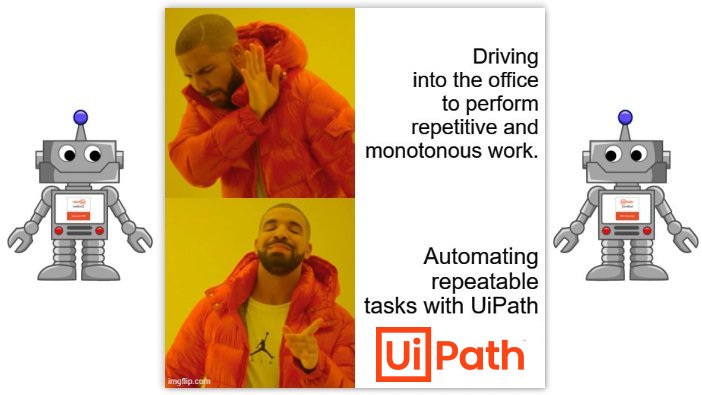 Driving
into the office
to perform
repetitive and
monotonous work.
Automating
repeatable
tasks with UiPath
UiPath
imgflip.com